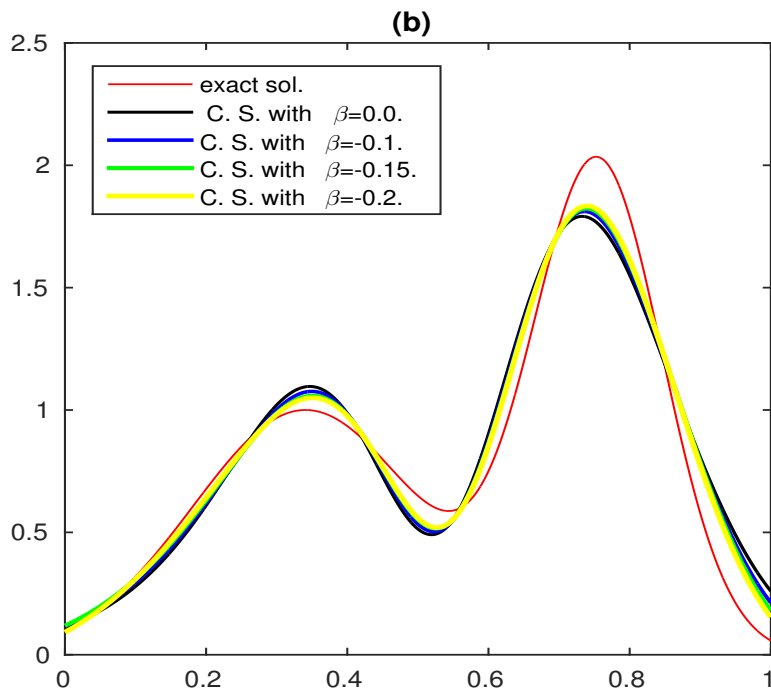 (b)
2.5
2
1.5
1
0.5
0
exact sol.
C. S. with β=0.0.
C. S. with β=-0.1.
C. S. with β=-0.15.
C. S. with β=-0.2.
0 0.2 0.4 0.6 0.8 1